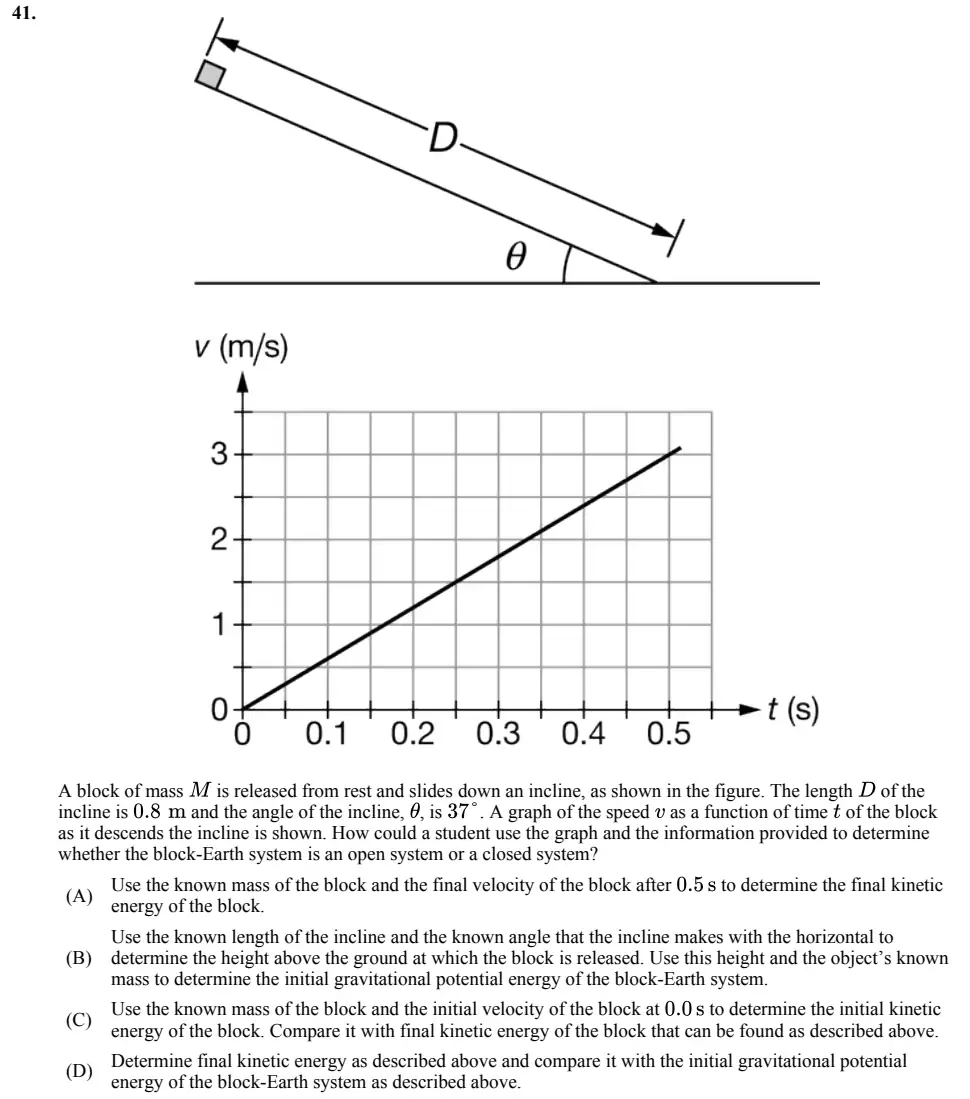 41.
D
θ
v (m/s)
3
2
1
0
0 0.1 0.2 0.3 0.4 0.5
t (s)
A block of mass M is released from rest and slides down an incline, as shown in the figure. The length D of the
incline is 0.8 m and the angle of the incline, θ, is 37°. A graph of the speed v as a function of time t of the block
as it descends the incline is shown. How could a student use the graph and the information provided to determine
whether the block-Earth system is an open system or a closed system?
(A) Use the known mass of the block and the final velocity of the block after 0.5 s to determine the final kinetic
energy of the block.
Use the known length of the incline and the known angle that the incline makes with the horizontal to
(B) determine the height above the ground at which the block is released. Use this height and the object’s known
mass to determine the initial gravitational potential energy of the block-Earth system.
(C) Use the known mass of the block and the initial velocity of the block at 0.0 s to determine the initial kinetic
energy of the block. Compare it with final kinetic energy of the block that can be found as described above.
(D) Determine final kinetic energy as described above and compare it with the initial gravitational potential
energy of the block-Earth system as described above.